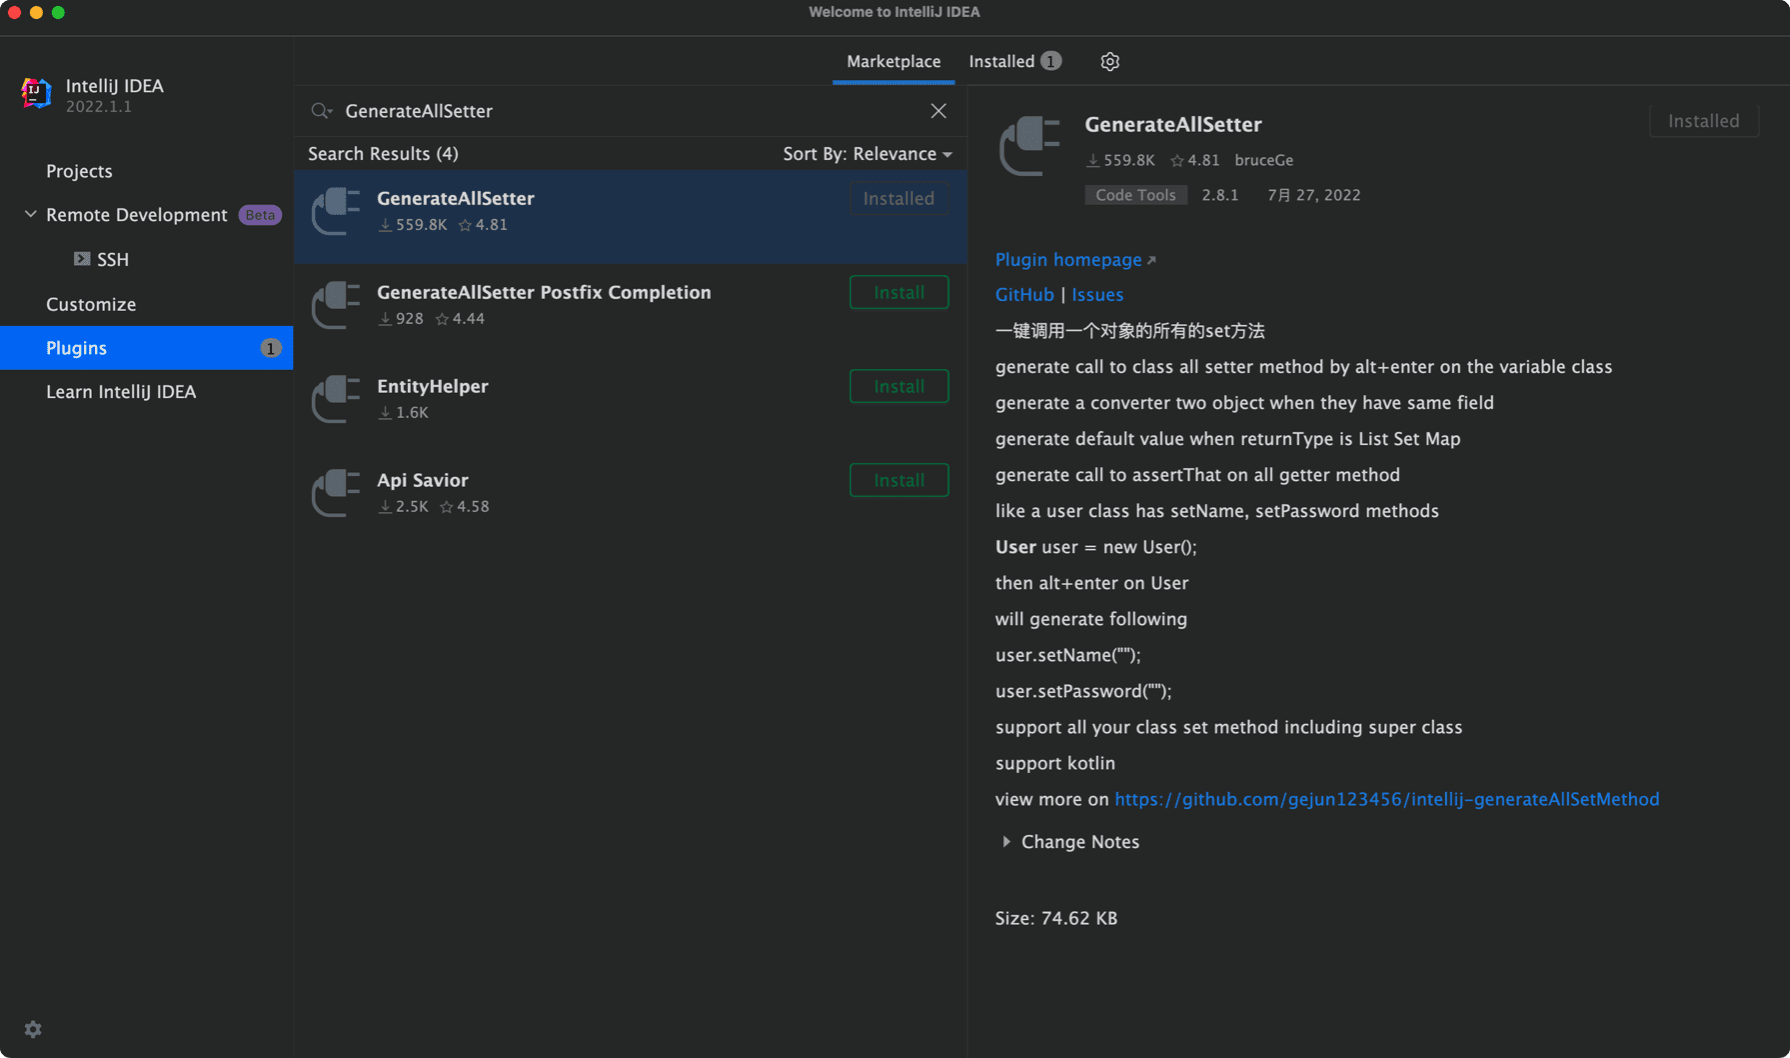 Welcome to IntelliJ IDEA
IntelliJ IDEA
2022.1.1
Projects
Remote Development Beta
SSH
Customize
Plugins 1
Learn IntelliJ IDEA
Marketplace Installed 1
GenerateAllSetter
Search Results (4) Sort By: Relevance
GenerateAllSetter Installed
559.8K 4.81
GenerateAllSetter Postfix Completion Install
928 4.44
EntityHelper Install
1.6K
Api Savior Install
2.5K 4.58
GenerateAllSetter Installed
559.8K 4.81 bruceGe
Code Tools 2.8.1 7月 27, 2022
Plugin homepage
GitHub | Issues
一键调用一个对象的所有的set方法
generate call to class all setter method by alt+enter on the variable class
generate a converter two object when they have same field
generate default value when returnType is List Set Map
generate call to assertThat on all getter method
like a user class has setName, setPassword methods
User user = new User();
then alt+enter on User
will generate following
user.setName("");
user.setPassword("");
support all your class set method including super class
support kotlin
view more on https://github.com/gejun123456/intellij-generateAllSetMethod
Change Notes
Size: 74.62 KB